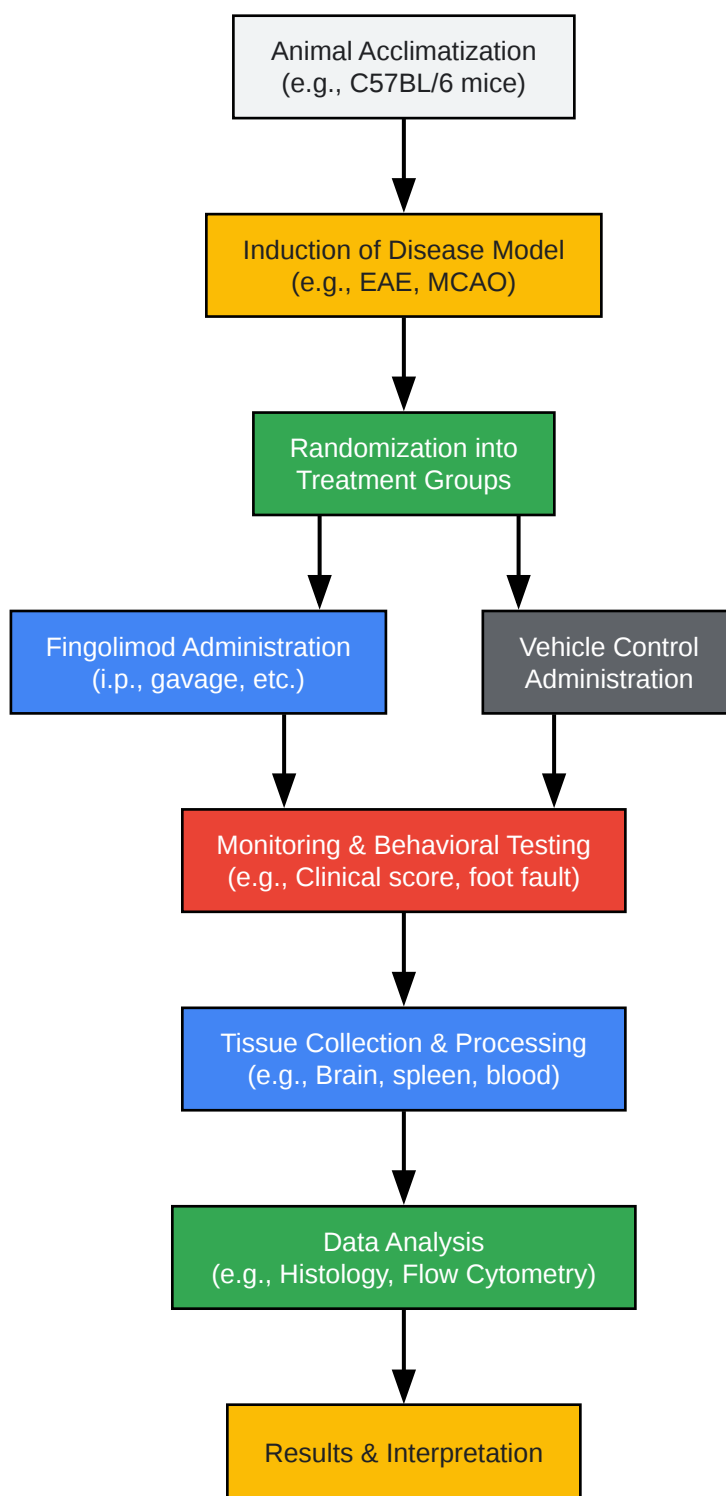 Animal Acclimatization
(e.g., C57BL/6 mice)
Induction of Disease Model
(e.g., EAE, MCAO)
Randomization into
Treatment Groups
Fingolimod Administration
(i.p., gavage, etc.)
Vehicle Control
Administration
Monitoring & Behavioral Testing
(e.g., Clinical score, foot fault)
Tissue Collection & Processing
(e.g., Brain, spleen, blood)
Data Analysis
(e.g., Histology, Flow Cytometry)
Results & Interpretation